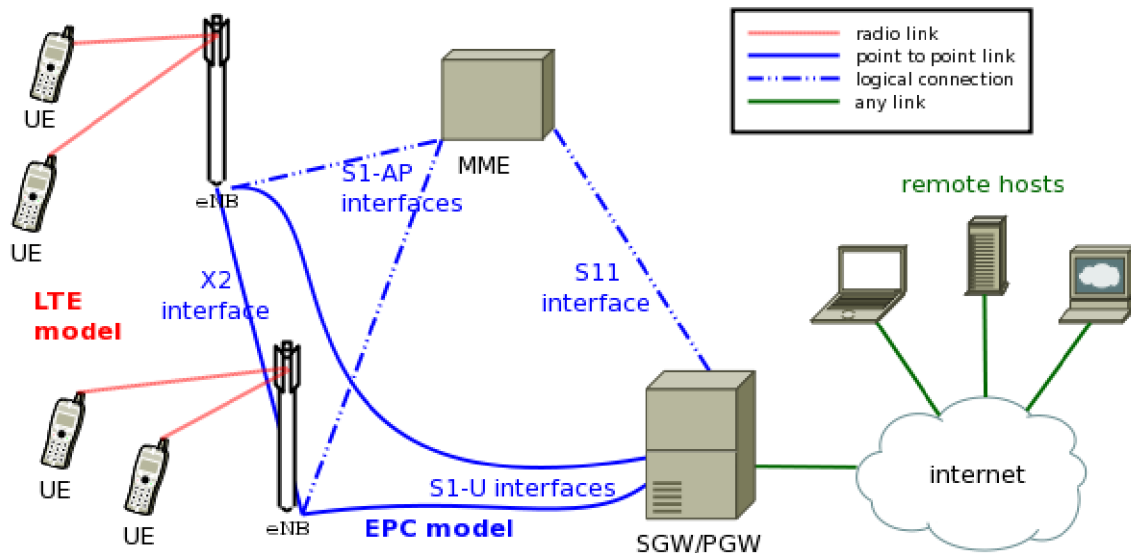 radio link
point to point link
logical connection
any link
UE
UE
eNB
MME
S1-AP
interfaces
remote hosts
X2
interface
S11
interface
LTE
model
UE
UE
eNB
S1-U interfaces
EPC model
SGW/PGW
internet